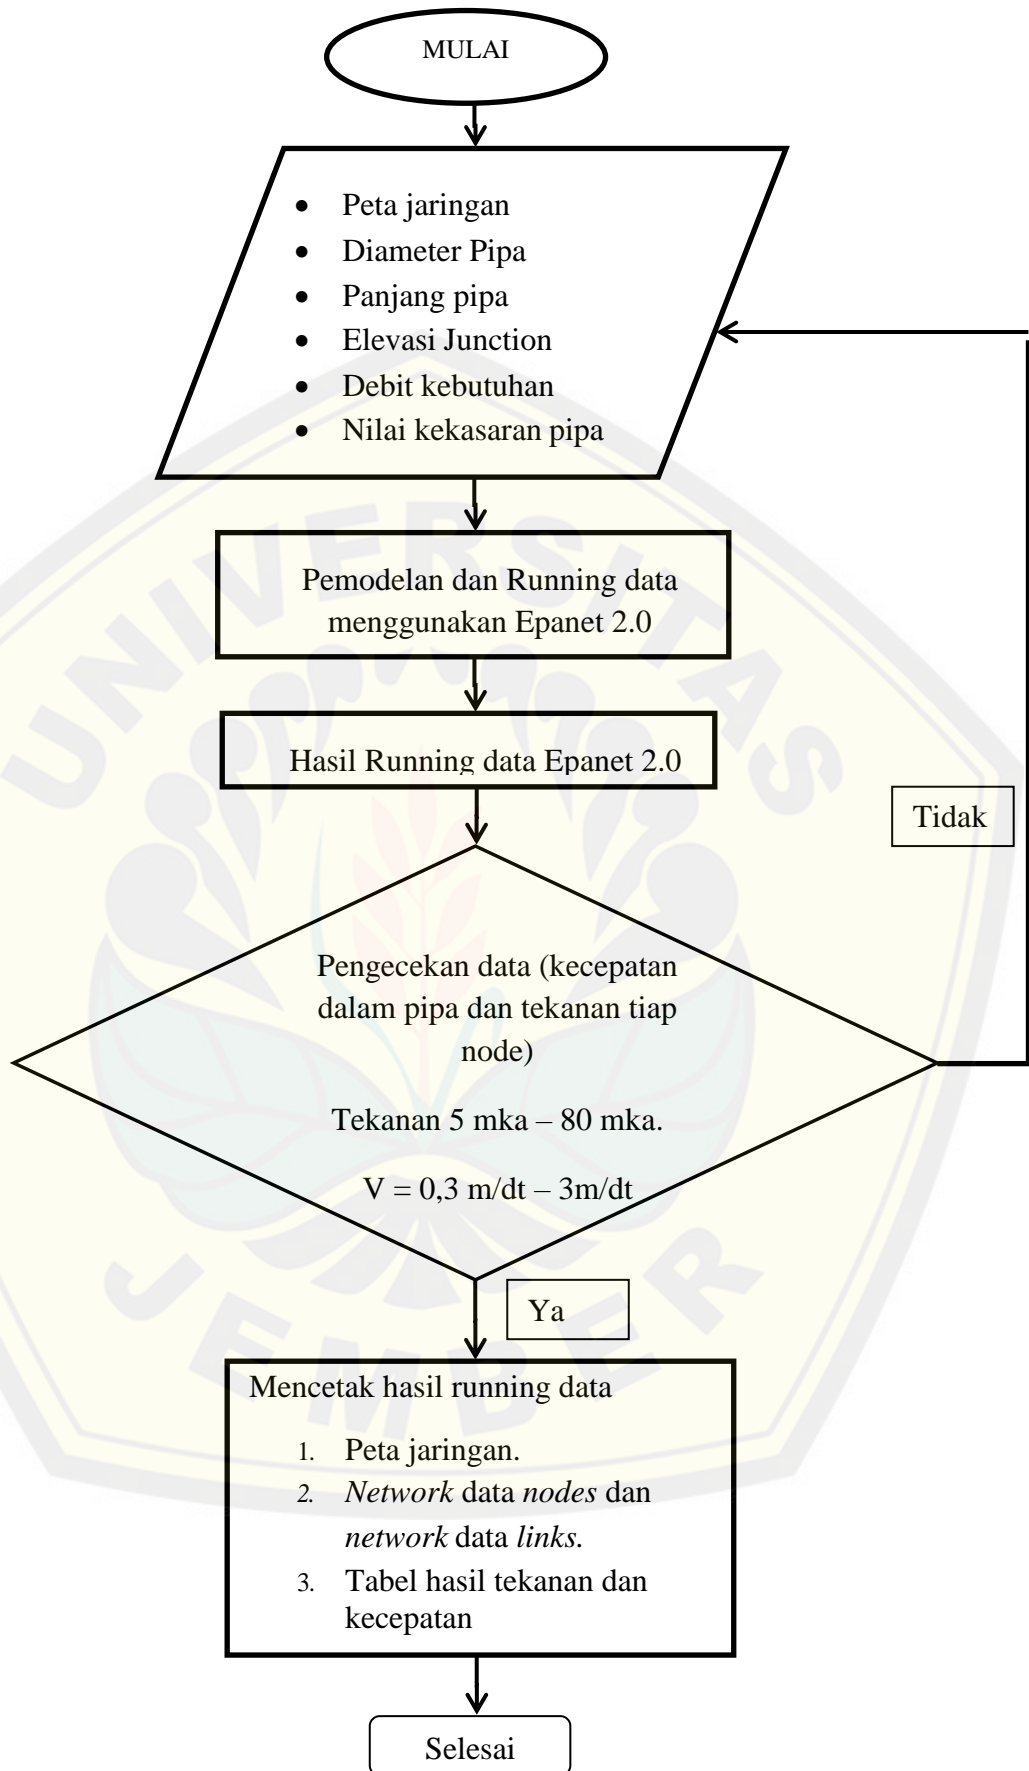 MULAI
• Peta jaringan
• Diameter Pipa
• Panjang pipa
• Elevasi Junction
• Debit kebutuhan
• Nilai kekasaran pipa
Pemodelan dan Running data
menggunakan Epanet 2.0
Hasil Running data Epanet 2.0
Tidak
Pengecekan data (kecepatan
dalam pipa dan tekanan tiap
node)
Tekanan 5 mka – 80 mka.
V = 0,3 m/dt – 3m/dt
Ya
Mencetak hasil running data
1. Peta jaringan.
2. Network data nodes dan
network data links.
3. Tabel hasil tekanan dan
kecepatan
Selesai
UNIVERSITAS
JEMBER